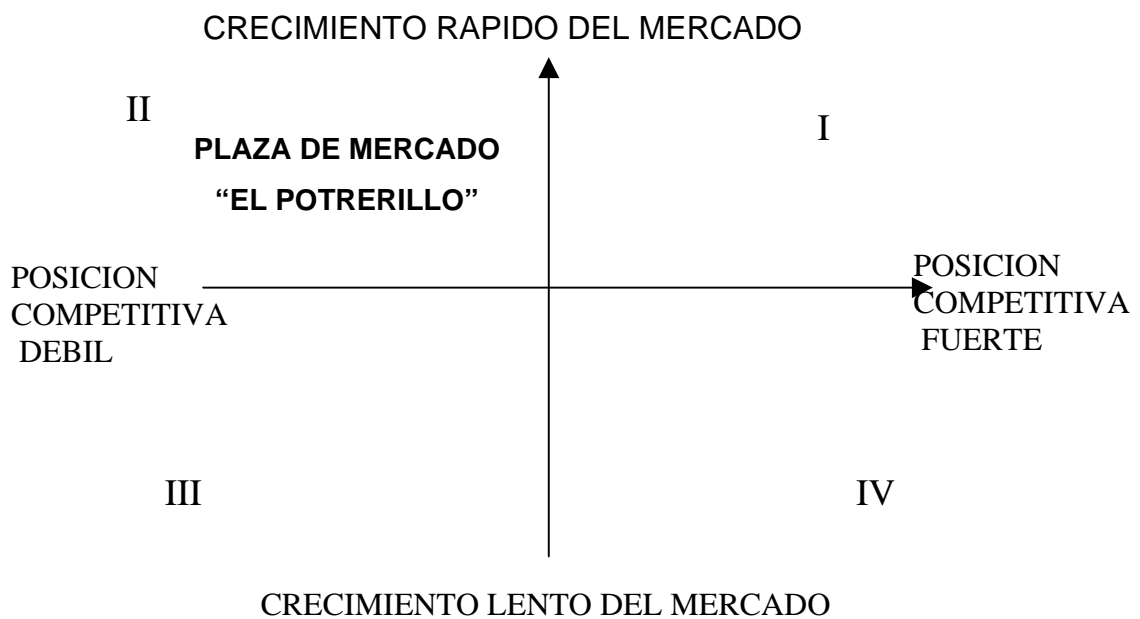 CRECIMIENTO RAPIDO DEL MERCADO
II
I
PLAZA DE MERCADO
“EL POTRERILLO”
POSICION
COMPETITIVA
DEBIL
POSICION
COMPETITIVA
FUERTE
III
IV
CRECIMIENTO LENTO DEL MERCADO